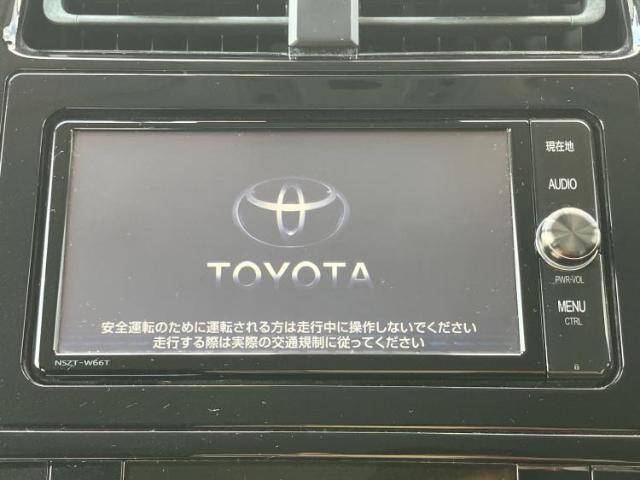 現在地
AUDIO
PWR-VOL
MENU
CTRL
TOYOTA
安全運転のために運転される方は走行中に操作しないでください
走行する際は実際の交通規制に従ってください
NSZT-W66T